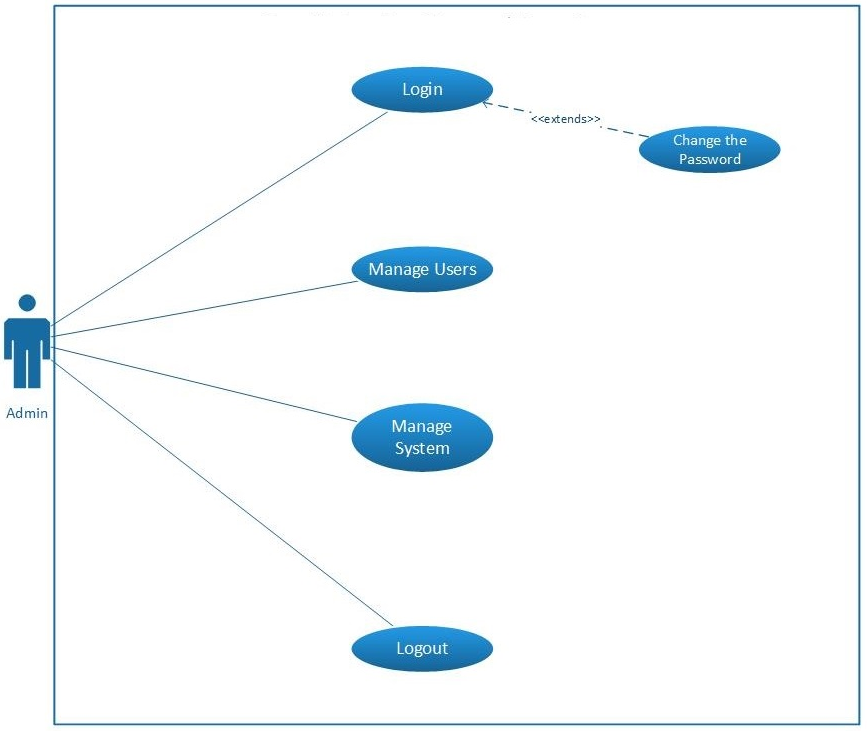 Login
<<extends>>
Change the
Password
Manage Users
Admin
Manage
System
Logout